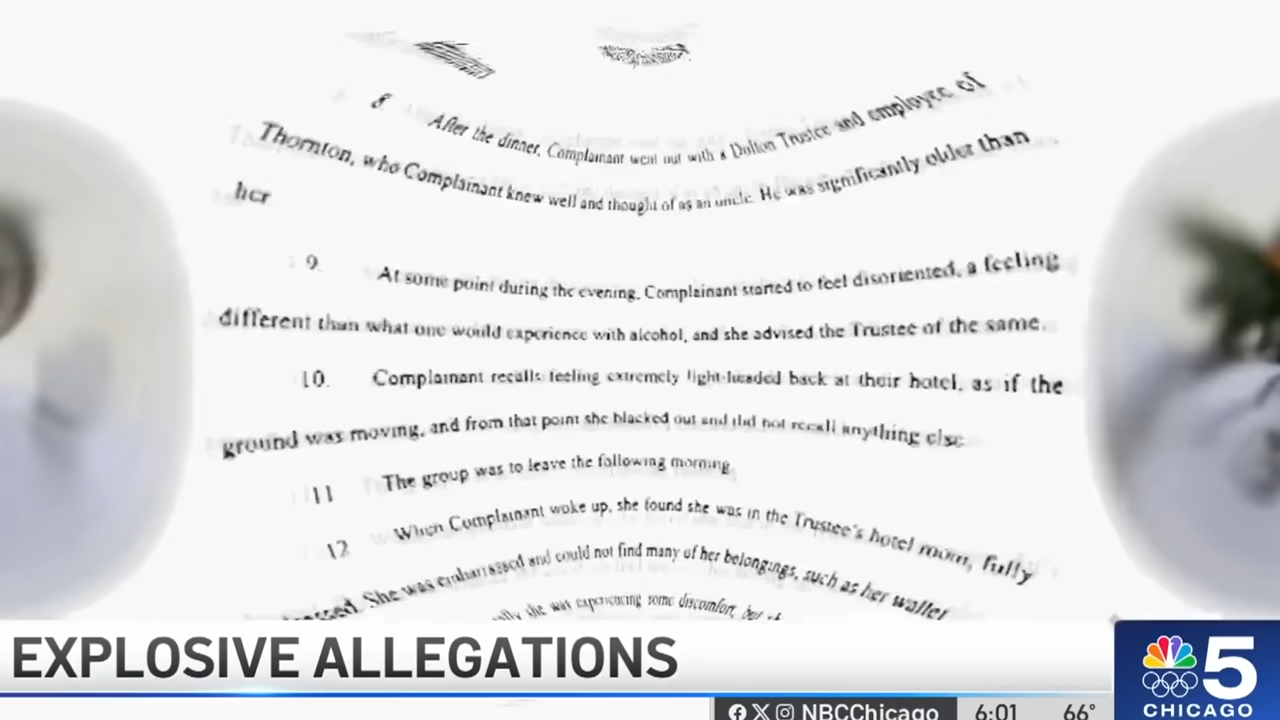 8. After the dinner, Complainant went out with a Dolton Trustee and employee of
Thornton, who Complainant knew well and thought of as an uncle. He was significantly older than
her
9. At some point during the evening, Complainant started to feel disoriented, a feeling
different than what one would experience with alcohol, and she advised the Trustee of the same.
10. Complainant recalls feeling extremely light-headed back at their hotel, as if the
ground was moving, and from that point she blacked out and did not recall anything else
11 The group was to leave the following morning
12 When Complainant woke up, she found she was in the Trustee's hotel room, fully
She was embarrassed and could not find many of her belongings, such as her wallet
she was experiencing some discomfort, but
EXPLOSIVE ALLEGATIONS
5
CHICAGO
NBCChicago 6:01 66°